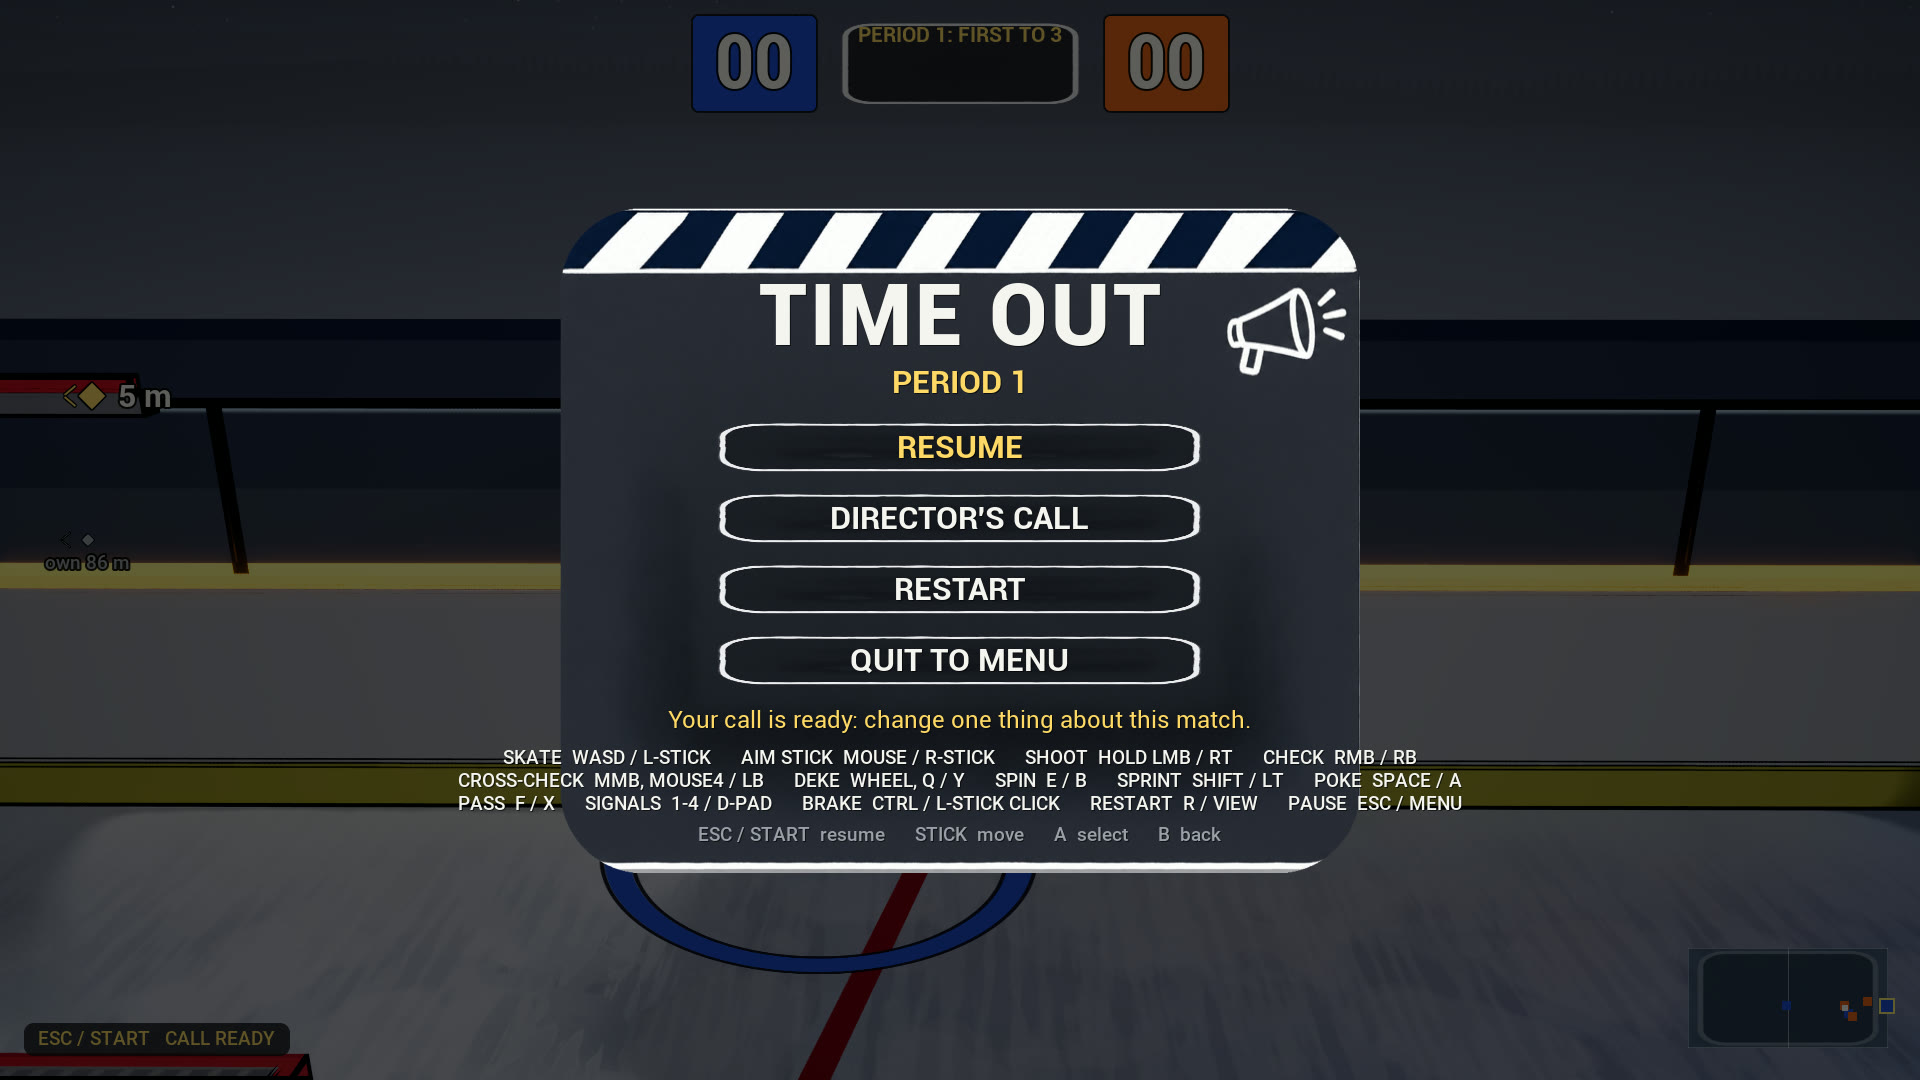 00
PERIOD 1: FIRST TO 3
00
TIME OUT
PERIOD 1
5 m
RESUME
DIRECTOR'S CALL
own 86 m
RESTART
QUIT TO MENU
Your call is ready: change one thing about this match.
SKATE WASD / L-STICK AIM STICK MOUSE / R-STICK SHOOT HOLD LMB / RT CHECK RMB / RB
CROSS-CHECK MMB, MOUSE4 / LB DEKE WHEEL, Q / Y SPIN E / B SPRINT SHIFT / LT POKE SPACE / A
PASS F / X SIGNALS 1-4 / D-PAD BRAKE CTRL / L-STICK CLICK RESTART R / VIEW PAUSE ESC / MENU
ESC / START resume STICK move A select B back
ESC / START CALL READY